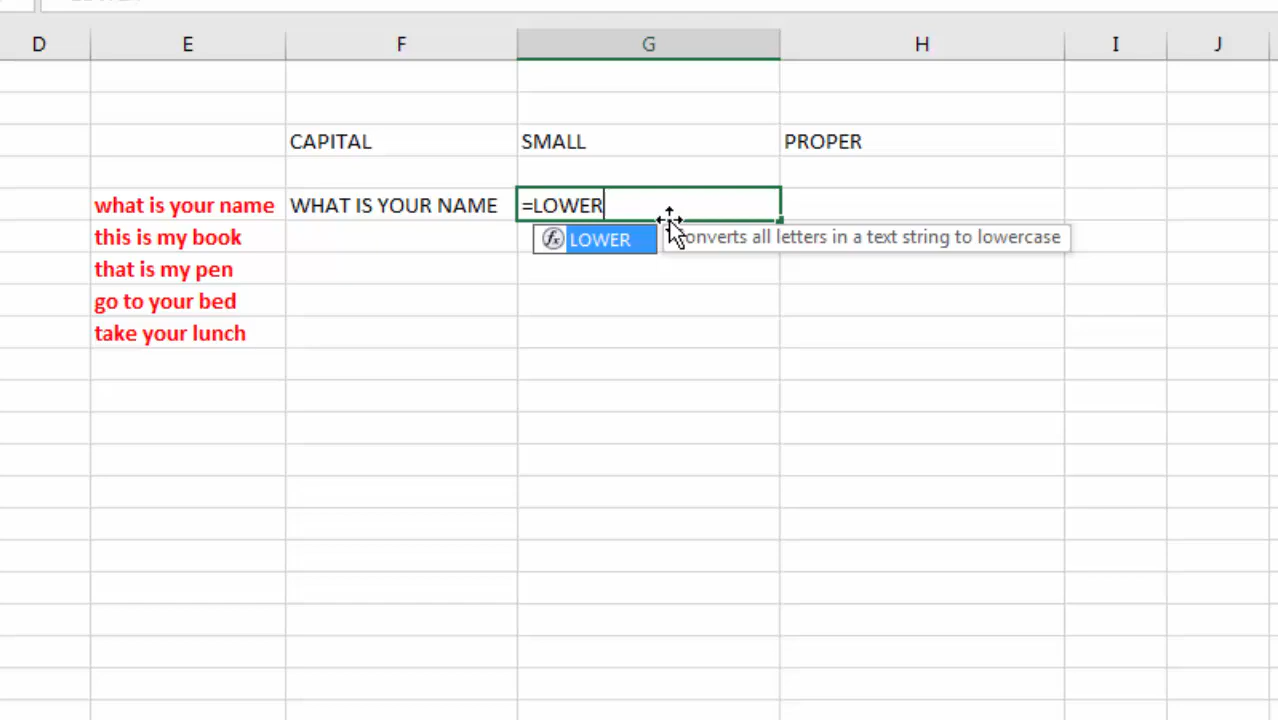 D E F G H I J
CAPITAL SMALL PROPER
what is your name WHAT IS YOUR NAME =LOWER
this is my book LOWER onverts all letters in a text string to lowercase
that is my pen
go to your bed
take your lunch